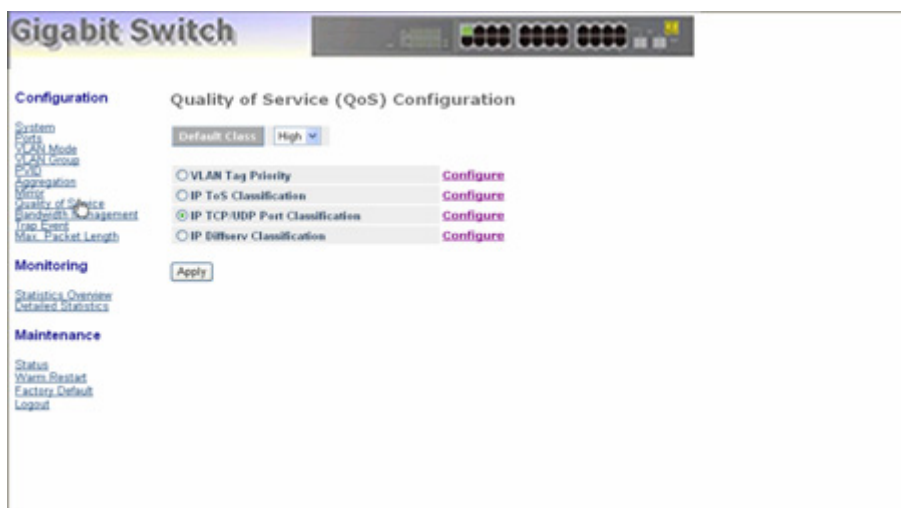 Gigabit Switch
Configuration
System
Ports
VLAN Mode
VLAN Group
PVID
Aggregation
Mirror
Quality of Service
Bandwidth Management
Trap Event
Max. Packet Length
Monitoring
Statistics Overview
Detailed Statistics
Maintenance
Status
Warm Restart
Factory Default
Logout
Quality of Service (QoS) Configuration
Default Class High
VLAN Tag Priority Configure
IP ToS Classification Configure
IP TCP/UDP Port Classification Configure
IP Diffserv Classification Configure
Apply